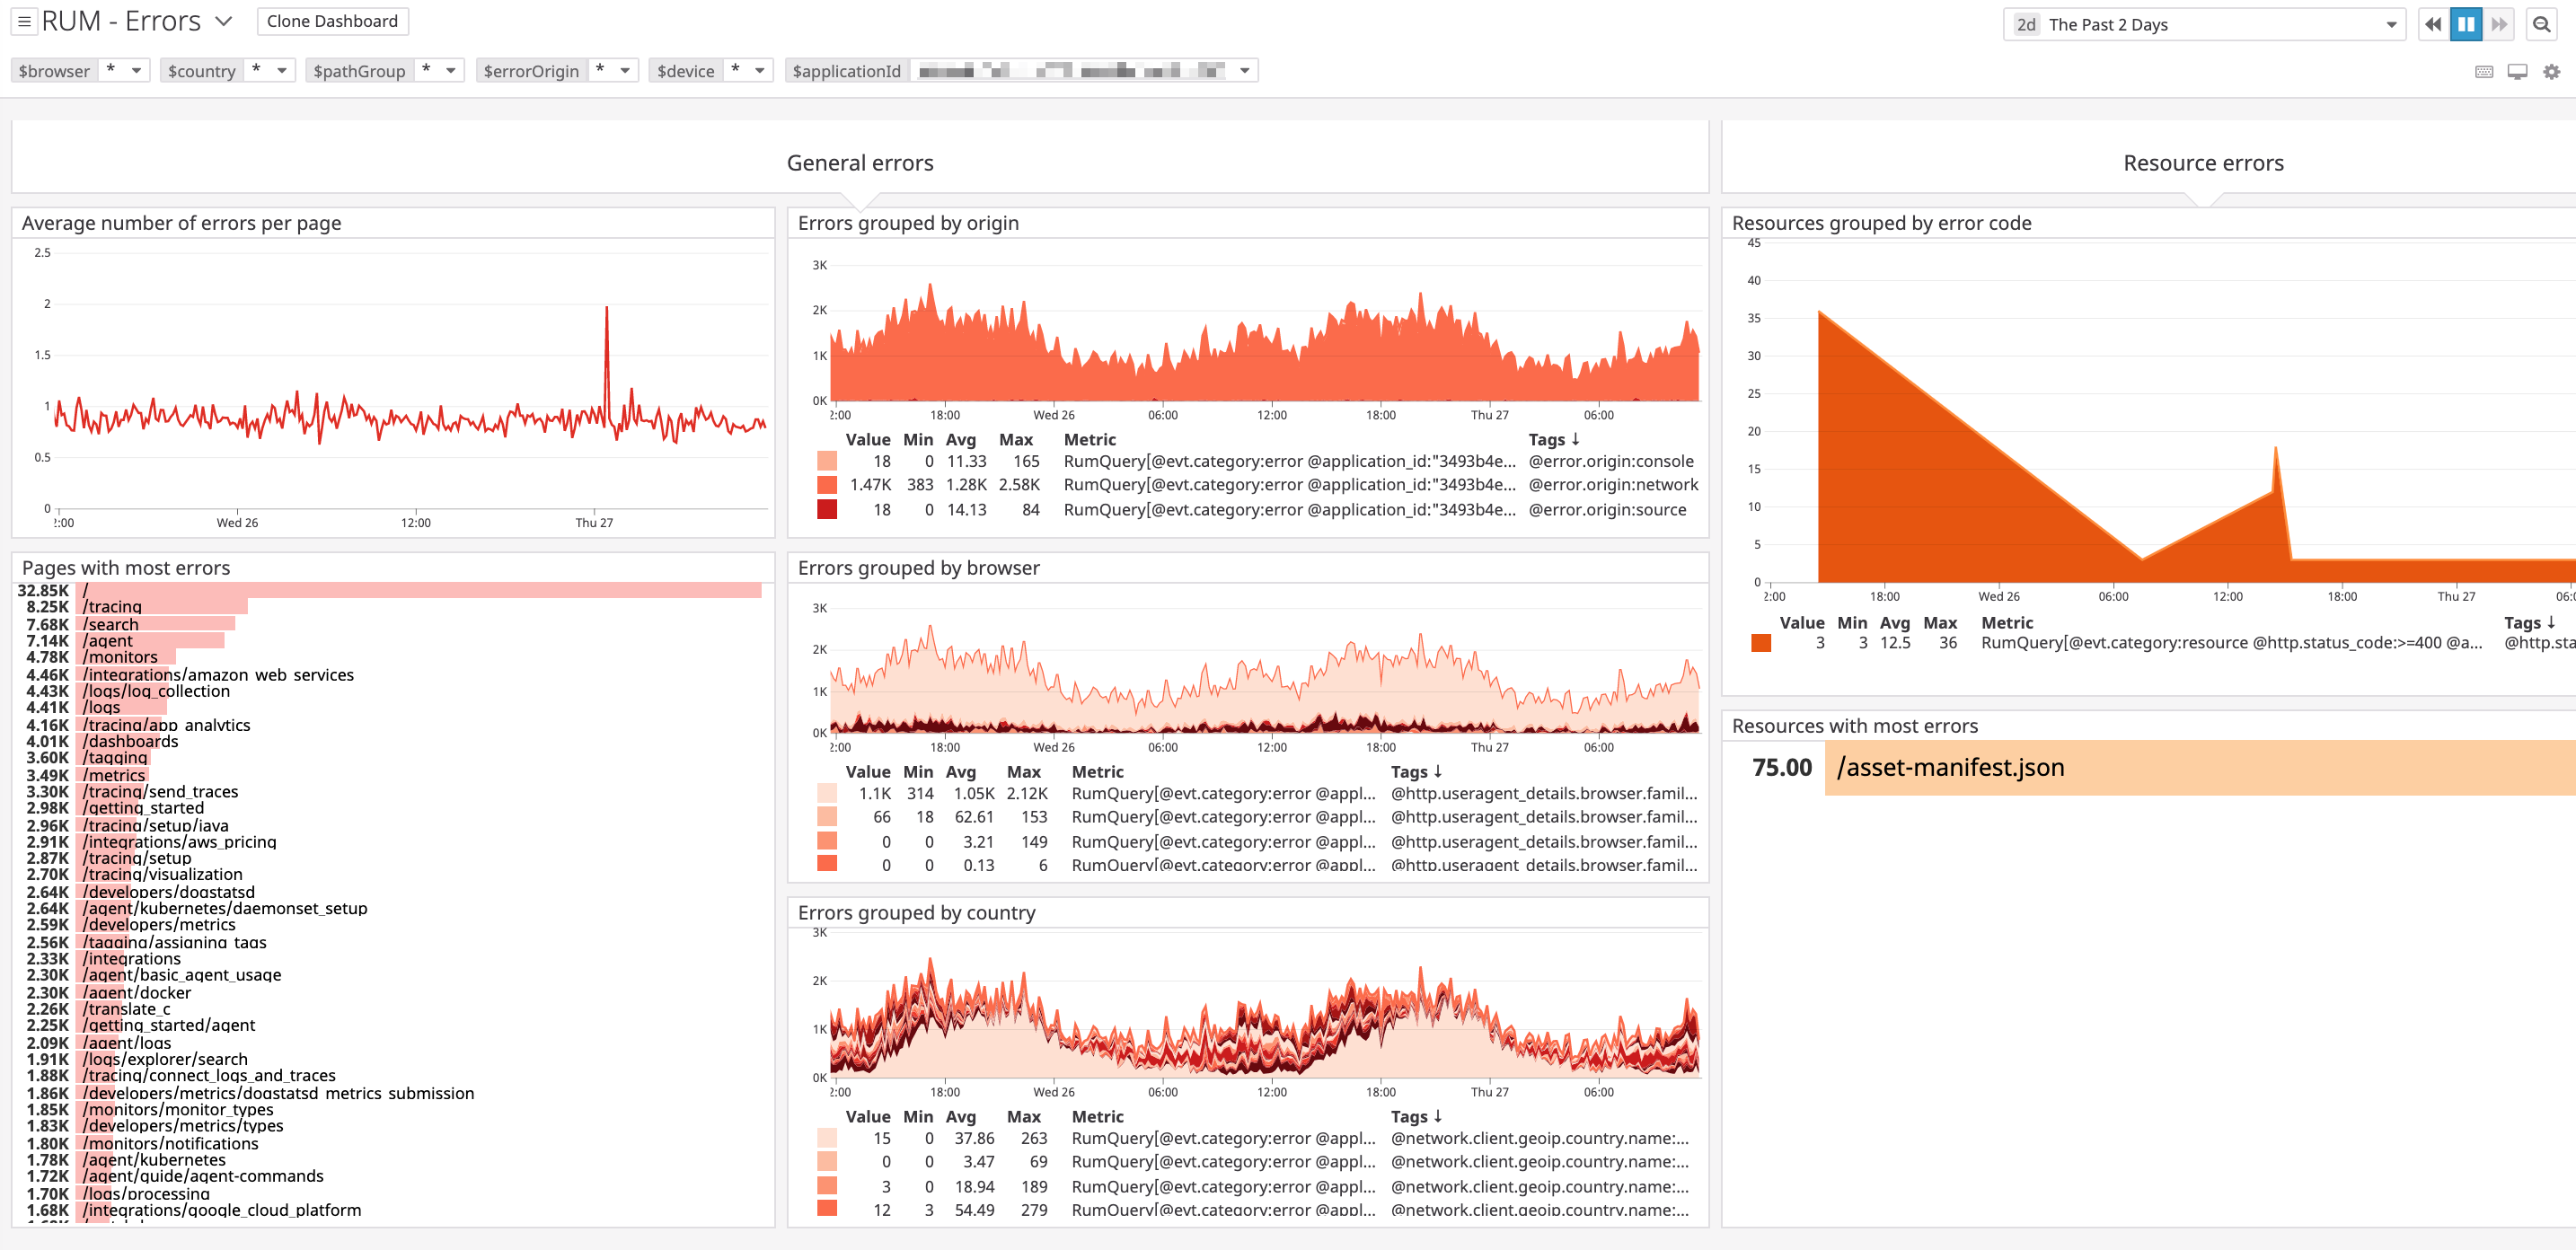 RUM - Errors
Clone Dashboard
2d The Past 2 Days
$browser *
$country *
$pathGroup *
$errorOrigin *
$device *
$applicationId
General errors
Resource errors
Average number of errors per page
2.5
2
1.5
1
0.5
0
2:00 Wed 26 12:00 Thu 27
Errors grouped by origin
3K
2K
1K
0K
2:00 18:00 Wed 26 06:00 12:00 18:00 Thu 27 06:00
Value Min Avg Max Metric Tags ↓
18 0 11.33 165 RumQuery[@evt.category:error @application_id:"3493b4e... @error.origin:console
1.47K 383 1.28K 2.58K RumQuery[@evt.category:error @application_id:"3493b4e... @error.origin:network
18 0 14.13 84 RumQuery[@evt.category:error @application_id:"3493b4e... @error.origin:source
Resources grouped by error code
45
40
35
30
25
20
15
10
5
0
2:00 18:00 Wed 26 06:00 12:00 18:00 Thu 27 06:0
Value Min Avg Max Metric Tags ↓
3 3 12.5 36 RumQuery[@evt.category:resource @http.status_code:>=400 @a... @http.sta
Pages with most errors
32.85K /
8.25K /tracing
7.68K /search
7.14K /agent
4.78K /monitors
4.46K /integrations/amazon_web_services
4.43K /logs/log_collection
4.41K /logs
4.16K /tracing/app_analytics
4.01K /dashboards
3.60K /tagging
3.49K /metrics
3.30K /tracing/send_traces
2.98K /getting_started
2.96K /tracing/setup/java
2.91K /integrations/aws_pricing
2.87K /tracing/setup
2.70K /tracing/visualization
2.64K /developers/dogstatsd
2.64K /agent/kubernetes/daemonset_setup
2.59K /developers/metrics
2.56K /tagging/assigning_tags
2.33K /integrations
2.30K /agent/basic_agent_usage
2.30K /agent/docker
2.26K /translate_c
2.25K /getting_started/agent
2.09K /agent/logs
1.91K /logs/explorer/search
1.88K /tracing/connect_logs_and_traces
1.86K /developers/metrics/dogstatsd_metrics_submission
1.85K /monitors/monitor_types
1.83K /developers/metrics/types
1.80K /monitors/notifications
1.78K /agent/kubernetes
1.72K /agent/guide/agent-commands
1.70K /logs/processing
1.68K /integrations/google_cloud_platform
Errors grouped by browser
3K
2K
1K
0K
2:00 18:00 Wed 26 06:00 12:00 18:00 Thu 27 06:00
Value Min Avg Max Metric Tags ↓
1.1K 314 1.05K 2.12K RumQuery[@evt.category:error @appl... @http.useragent_details.browser.famil...
66 18 62.61 153 RumQuery[@evt.category:error @appl... @http.useragent_details.browser.famil...
0 0 3.21 149 RumQuery[@evt.category:error @appl... @http.useragent_details.browser.famil...
0 0 0.13 6 RumQuery[@evt.category:error @appl... @http.useragent_details.browser.famil...
Errors grouped by country
3K
2K
1K
0K
2:00 18:00 Wed 26 06:00 12:00 18:00 Thu 27 06:00
Value Min Avg Max Metric Tags ↓
15 0 37.86 263 RumQuery[@evt.category:error @appl... @network.client.geoip.country.name:...
0 0 3.47 69 RumQuery[@evt.category:error @appl... @network.client.geoip.country.name:...
3 0 18.94 189 RumQuery[@evt.category:error @appl... @network.client.geoip.country.name:...
12 3 54.49 279 RumQuery[@evt.category:error @appl... @network.client.geoip.country.name:...
Resources with most errors
75.00 /asset-manifest.json